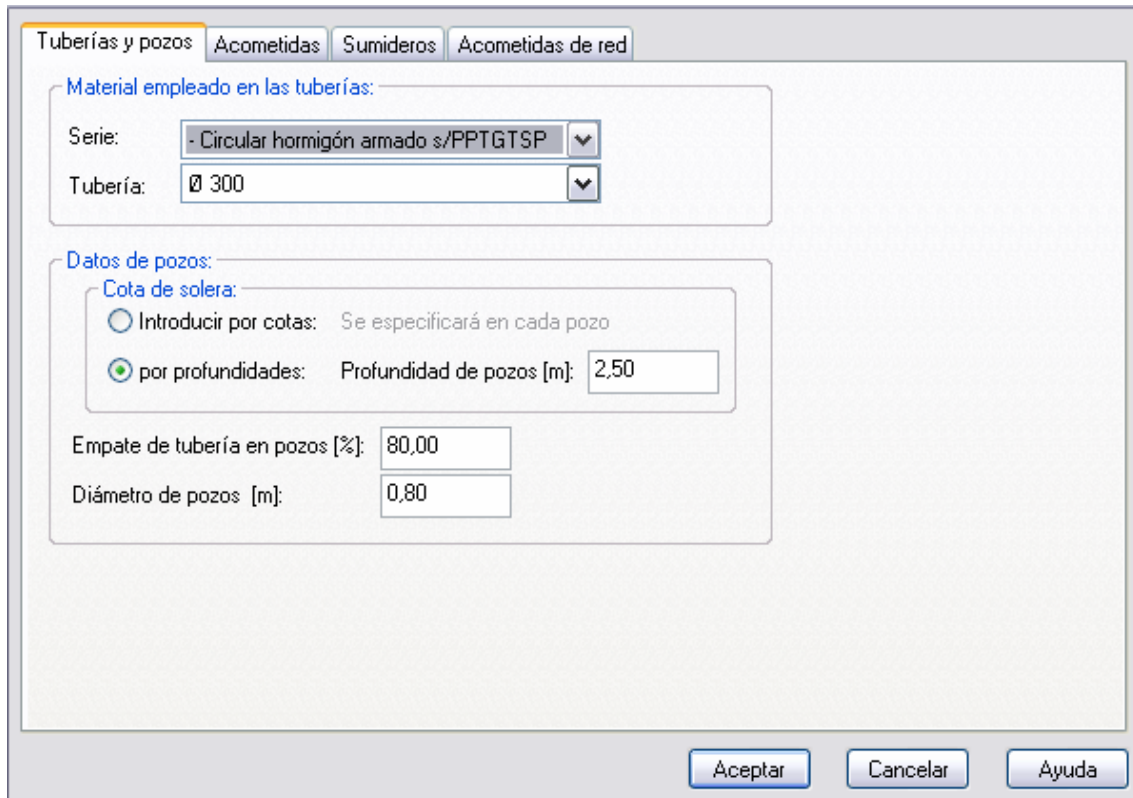 Tuberías y pozos Acometidas Sumideros Acometidas de red
Material empleado en las tuberías:
Serie: - Circular hormigón armado s/PPTGTSP
Tubería: Ø 300
Datos de pozos:
Cota de solera:
Introducir por cotas: Se especificará en cada pozo
por profundidades: Profundidad de pozos [m]: 2,50
Empate de tubería en pozos [%]: 80,00
Diámetro de pozos [m]: 0,80
Aceptar Cancelar Ayuda